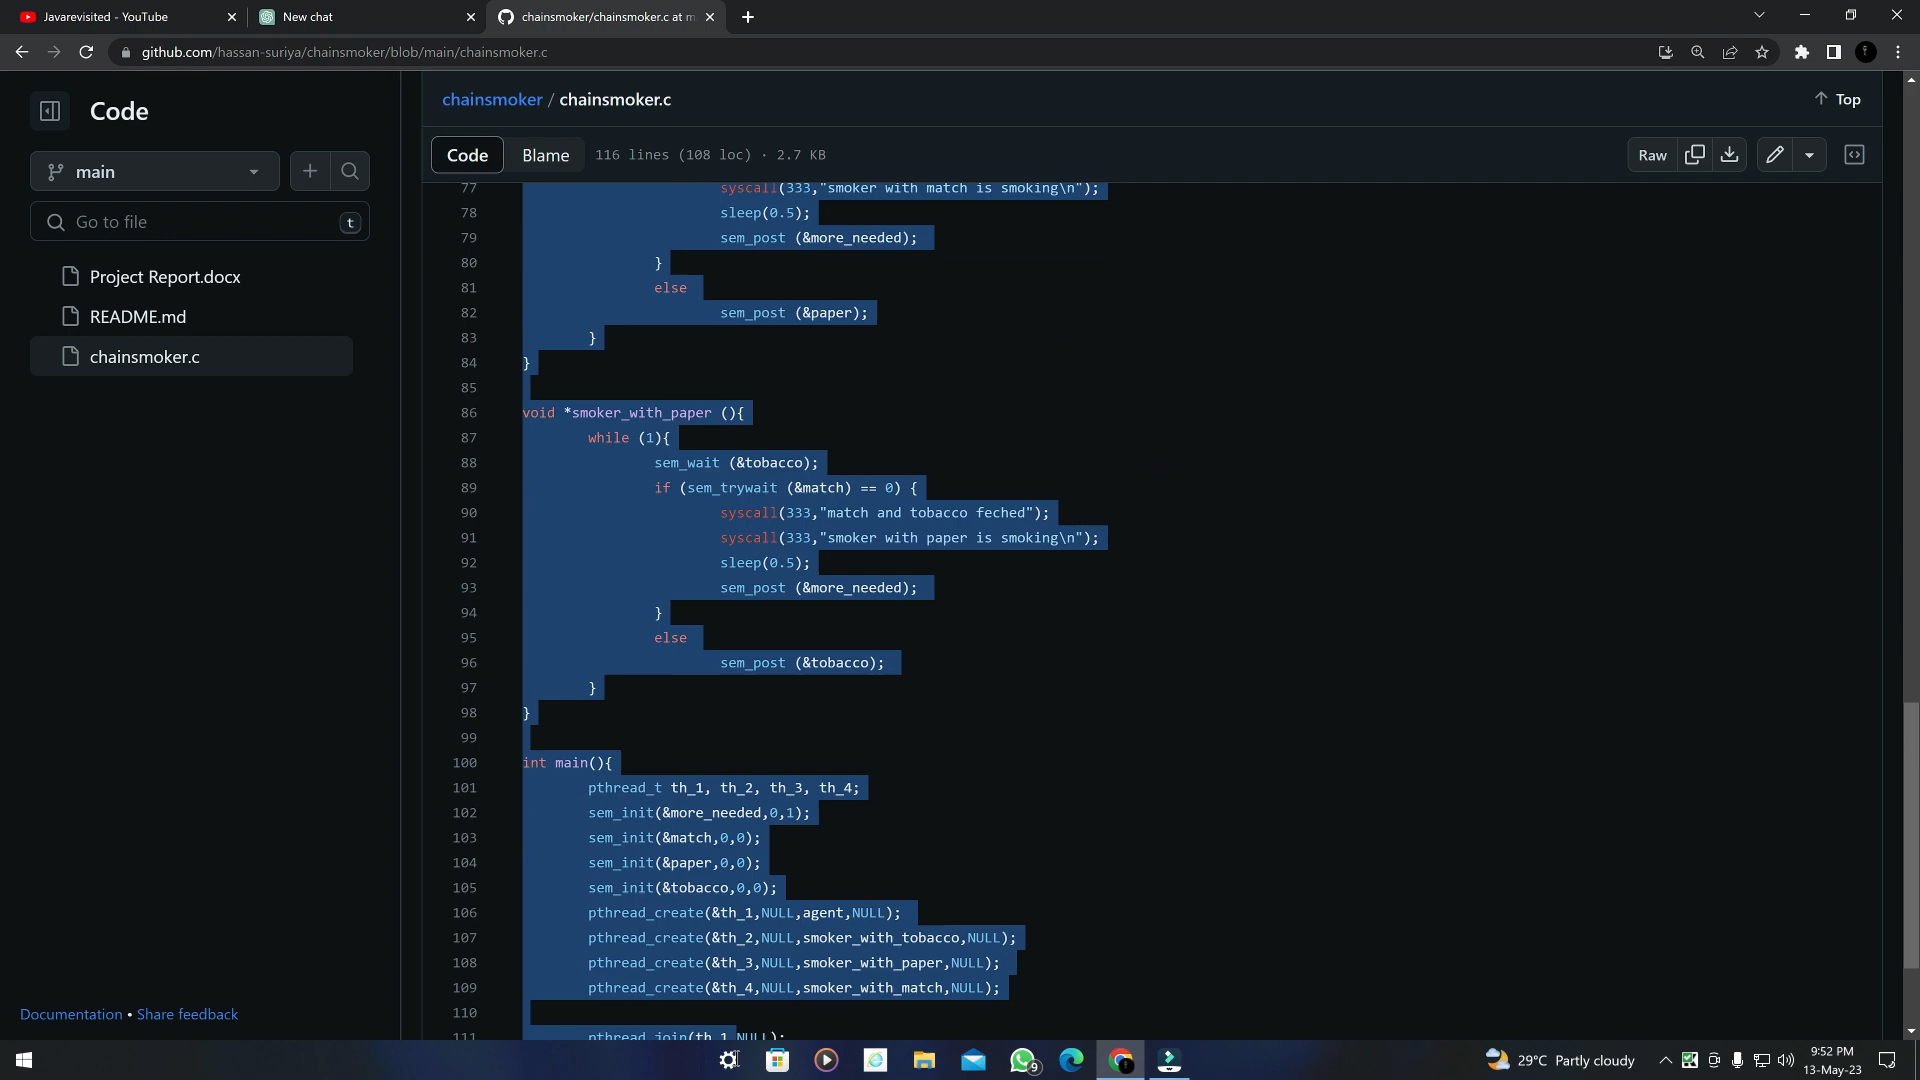 Javarevisited - YouTube
New chat
chainsmoker/chainsmoker.c at m
github.com/hassan-suriya/chainsmoker/blob/main/chainsmoker.c
Code
main
Go to file
t
Project Report.docx
README.md
chainsmoker.c
Documentation • Share feedback
chainsmoker / chainsmoker.c
Top
Code
Blame
116 lines (108 loc) · 2.7 KB
Raw
77 syscall(333,"smoker with match is smoking\n");
78 sleep(0.5);
79 sem_post (&more_needed);
80 }
81 else
82 sem_post (&paper);
83 }
84 }
85
86 void *smoker_with_paper (){
87 while (1){
88 sem_wait (&tobacco);
89 if (sem_trywait (&match) == 0) {
90 syscall(333,"match and tobacco feched");
91 syscall(333,"smoker with paper is smoking\n");
92 sleep(0.5);
93 sem_post (&more_needed);
94 }
95 else
96 sem_post (&tobacco);
97 }
98 }
99
100 int main(){
101 pthread_t th_1, th_2, th_3, th_4;
102 sem_init(&more_needed,0,1);
103 sem_init(&match,0,0);
104 sem_init(&paper,0,0);
105 sem_init(&tobacco,0,0);
106 pthread_create(&th_1,NULL,agent,NULL);
107 pthread_create(&th_2,NULL,smoker_with_tobacco,NULL);
108 pthread_create(&th_3,NULL,smoker_with_paper,NULL);
109 pthread_create(&th_4,NULL,smoker_with_match,NULL);
110
111 pthread_join(th_1,NULL);
9
29°C Partly cloudy
9:52 PM
13-May-23